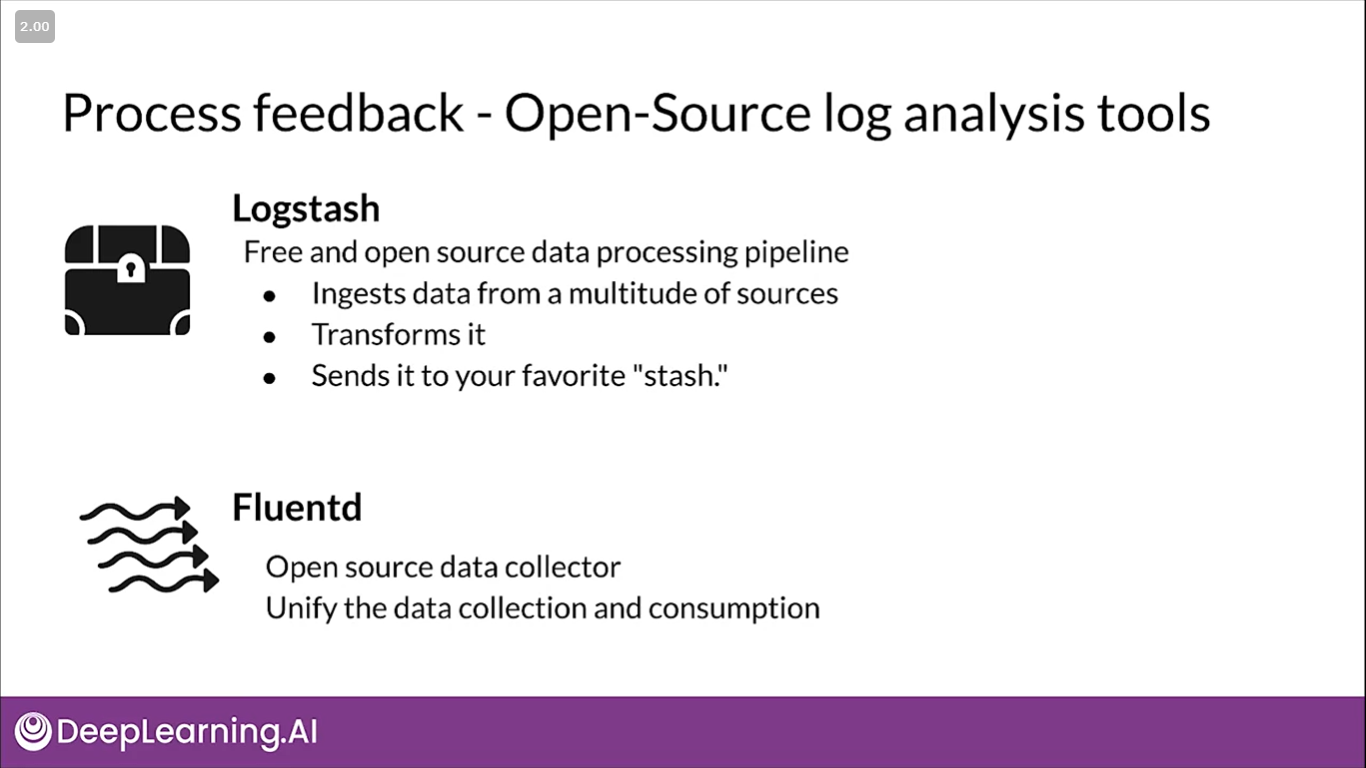 2.00
Process feedback - Open-Source log analysis tools
Logstash
Free and open source data processing pipeline
● Ingests data from a multitude of sources
● Transforms it
● Sends it to your favorite "stash."
Fluentd
Open source data collector
Unify the data collection and consumption
DeepLearning.AI